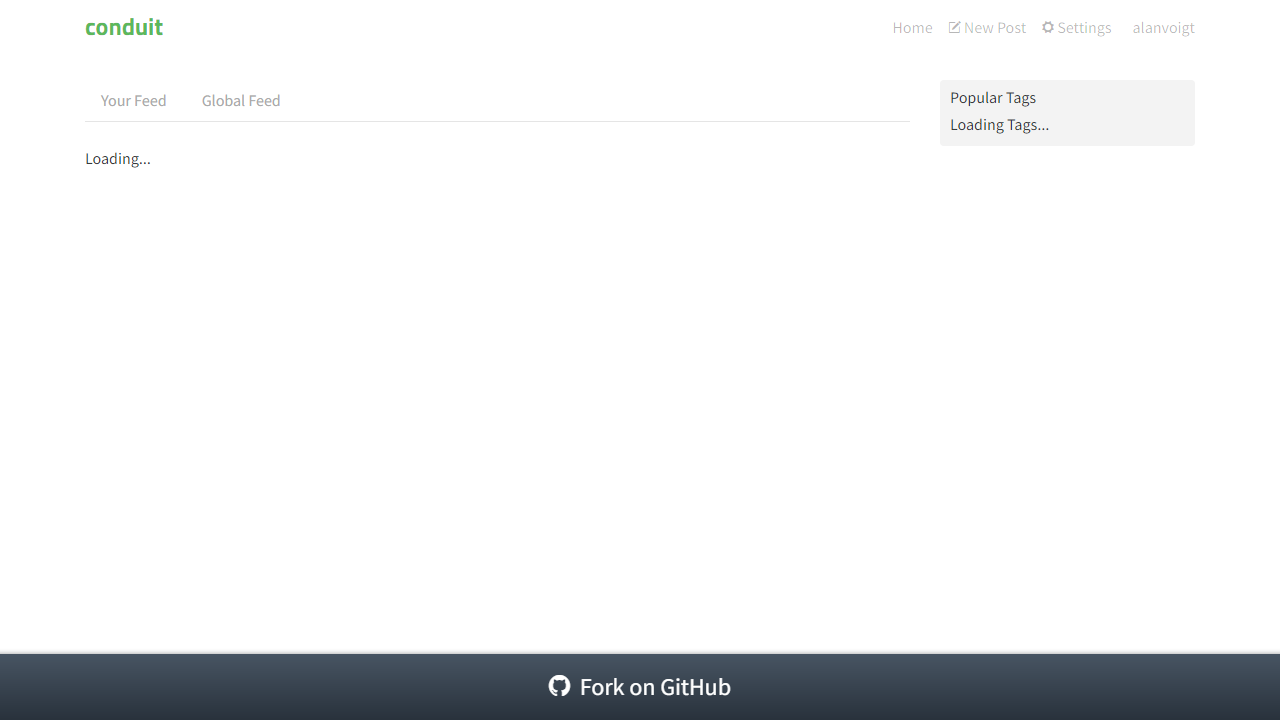 conduit
Home New Post Settings alanvoigt
Your Feed Global Feed
Loading...
Popular Tags
Loading Tags...
Fork on GitHub